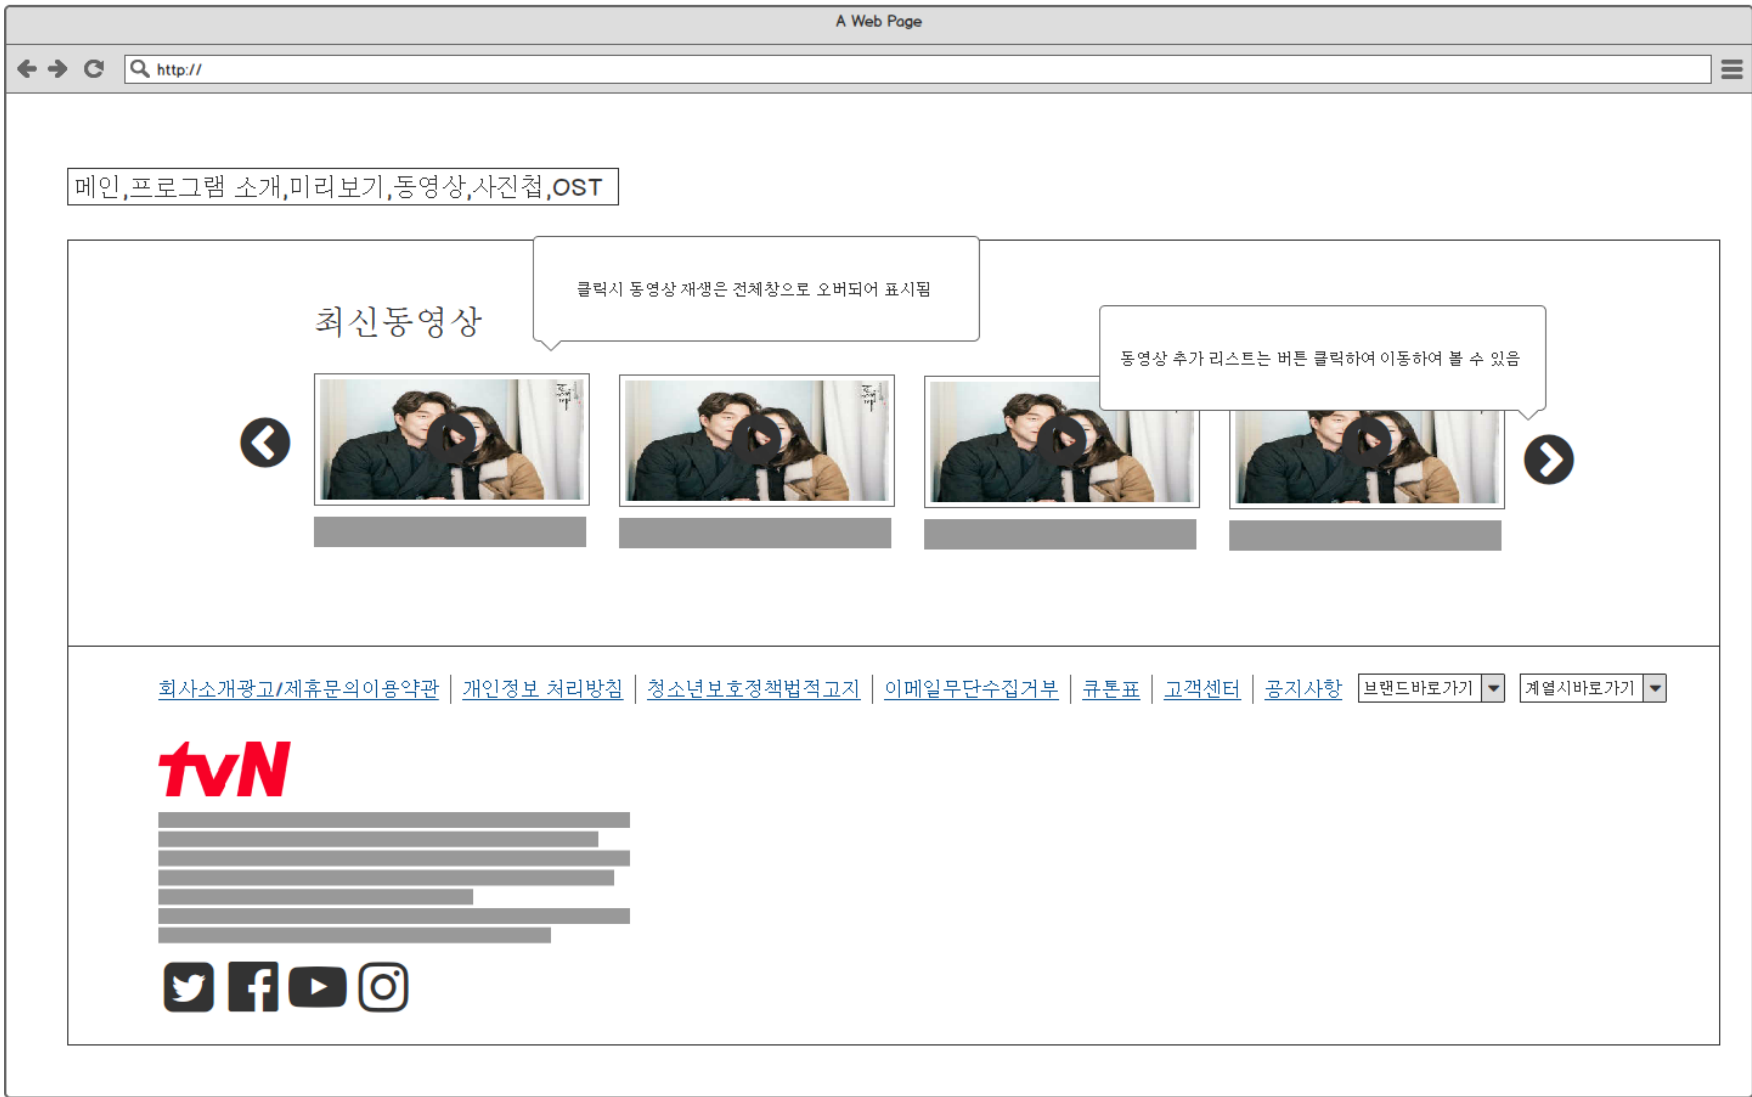 A Web Page
http://
메인,프로그램 소개,미리보기,동영상,사진첩,OST
클릭시 동영상 재생은 전체창으로 오버되어 표시됨
최신동영상
동영상 추가 리스트는 버튼 클릭하여 이동하여 볼 수 있음
회사소개광고/제휴문의이용약관 개인정보 처리방침 청소년보호정책법적고지 이메일무단수집거부 큐톤표 고객센터 공지사항 브랜드바로가기 계열시바로가기
tvN